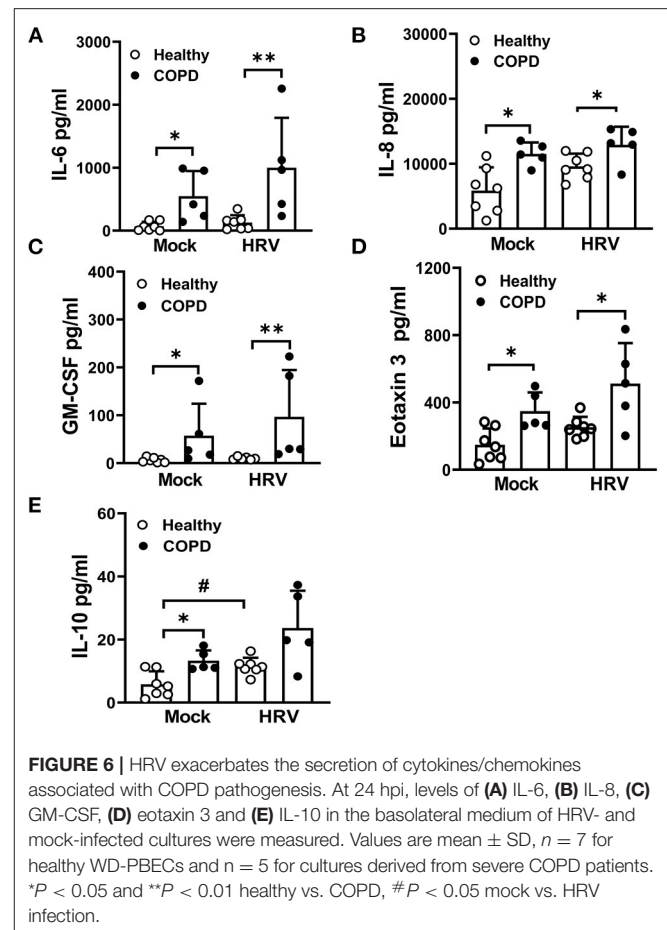 A
Healthy
COPD
IL-6 pg/ml
3000
2000
1000
0
*
**
Mock
HRV
B
Healthy
COPD
IL-8 pg/ml
30000
20000
10000
0
*
*
Mock
HRV
C
Healthy
COPD
GM-CSF pg/ml
400
300
200
100
0
*
**
Mock
HRV
D
Healthy
COPD
Eotaxin 3 pg/ml
1200
800
400
0
*
*
Mock
HRV
E
Healthy
COPD
IL-10 pg/ml
60
40
20
0
#
*
Mock
HRV
FIGURE 6 | HRV exacerbates the secretion of cytokines/chemokines
associated with COPD pathogenesis. At 24 hpi, levels of (A) IL-6, (B) IL-8, (C)
GM-CSF, (D) eotaxin 3 and (E) IL-10 in the basolateral medium of HRV- and
mock-infected cultures were measured. Values are mean ± SD, n = 7 for
healthy WD-PBECs and n = 5 for cultures derived from severe COPD patients.
*P < 0.05 and **P < 0.01 healthy vs. COPD, #P < 0.05 mock vs. HRV
infection.